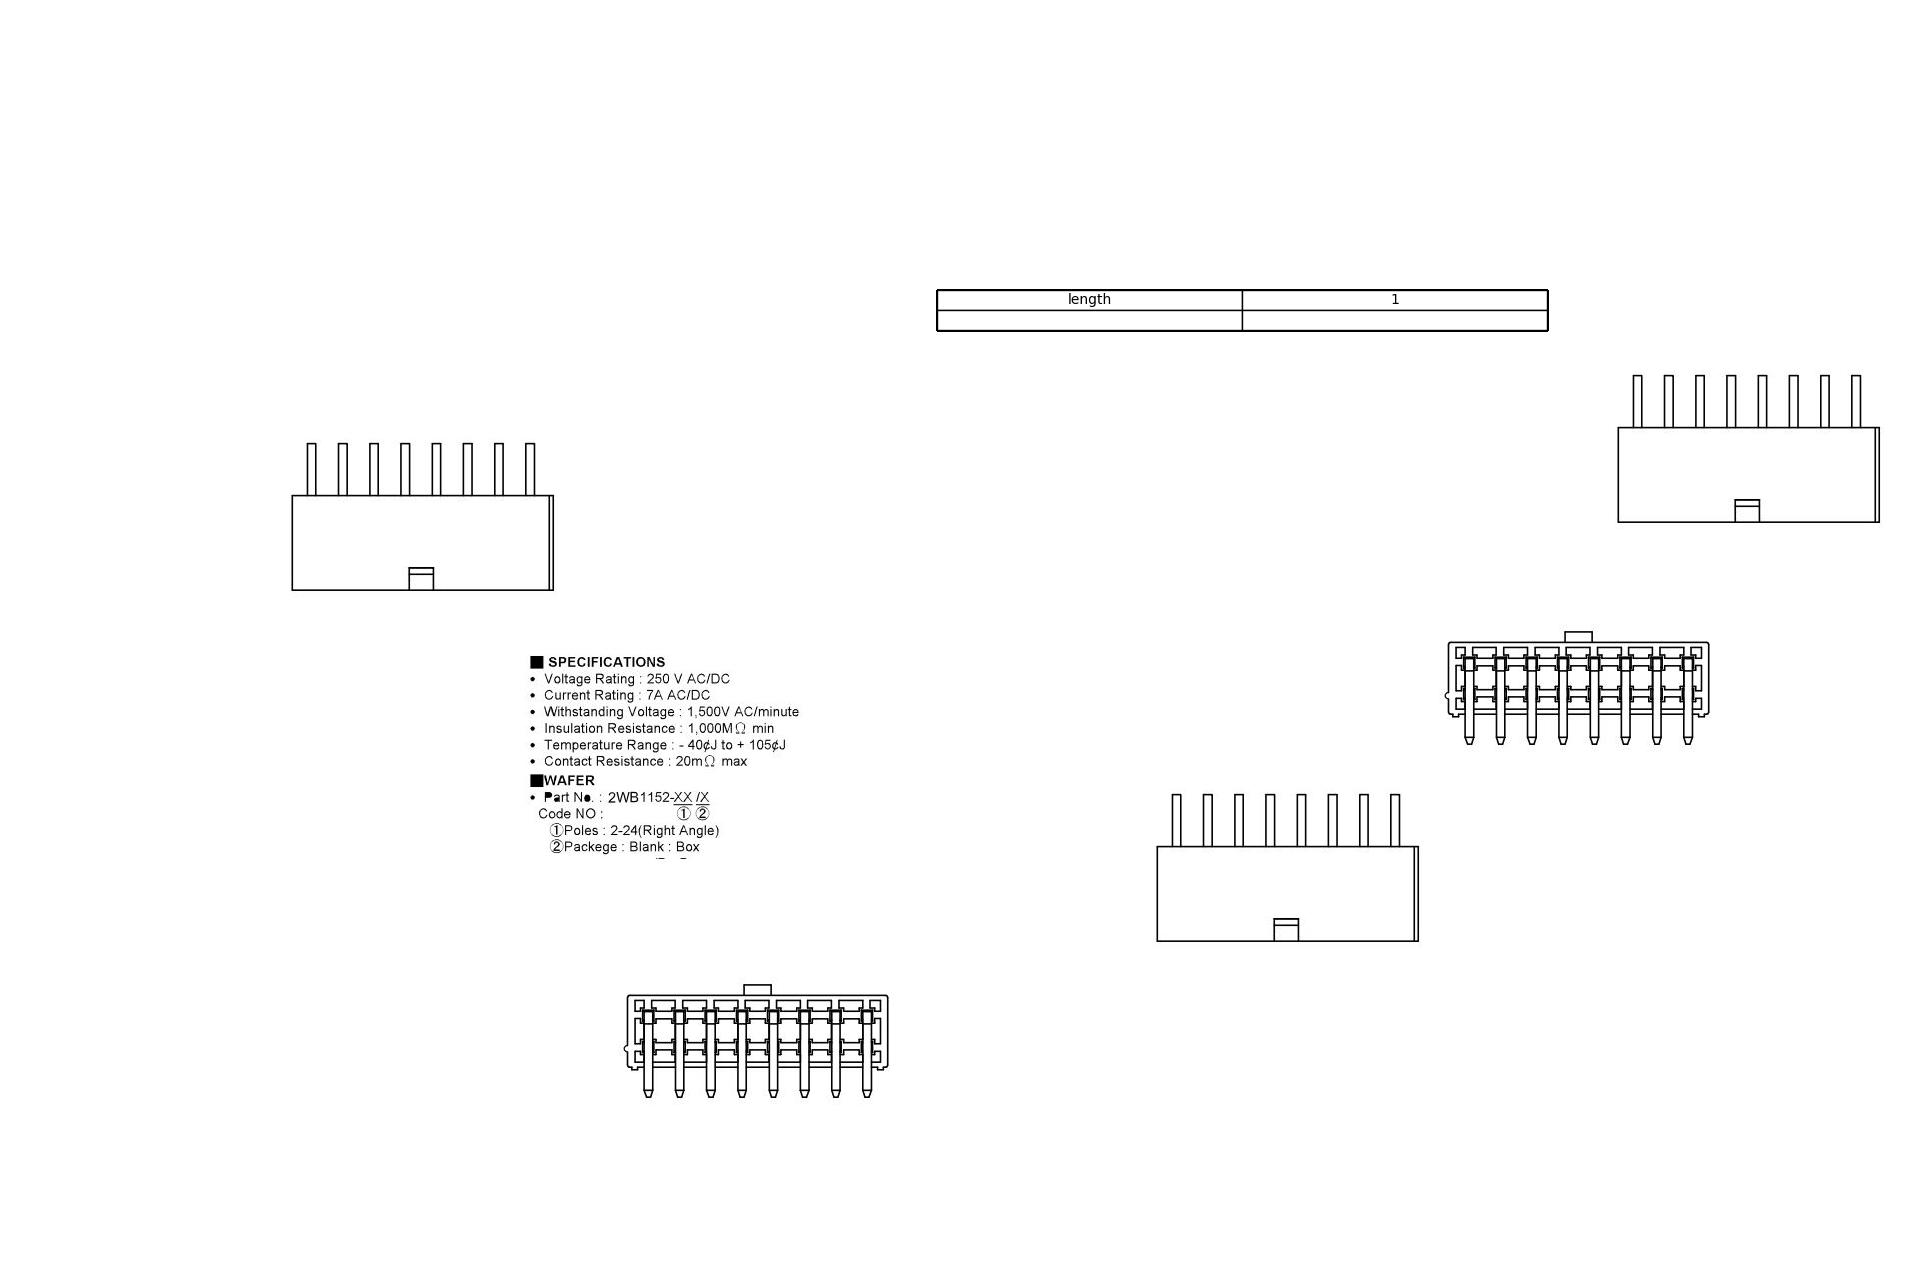 length 1
■ SPECIFICATIONS
• Voltage Rating : 250 V AC/DC
• Current Rating : 7A AC/DC
• Withstanding Voltage : 1,500V AC/minute
• Insulation Resistance : 1,000MΩ min
• Temperature Range : - 40¢J to + 105¢J
• Contact Resistance : 20mΩ max
■WAFER
• Part No. : 2WB1152-XX /X
Code NO : ① ②
①Poles : 2-24(Right Angle)
②Packege : Blank : Box